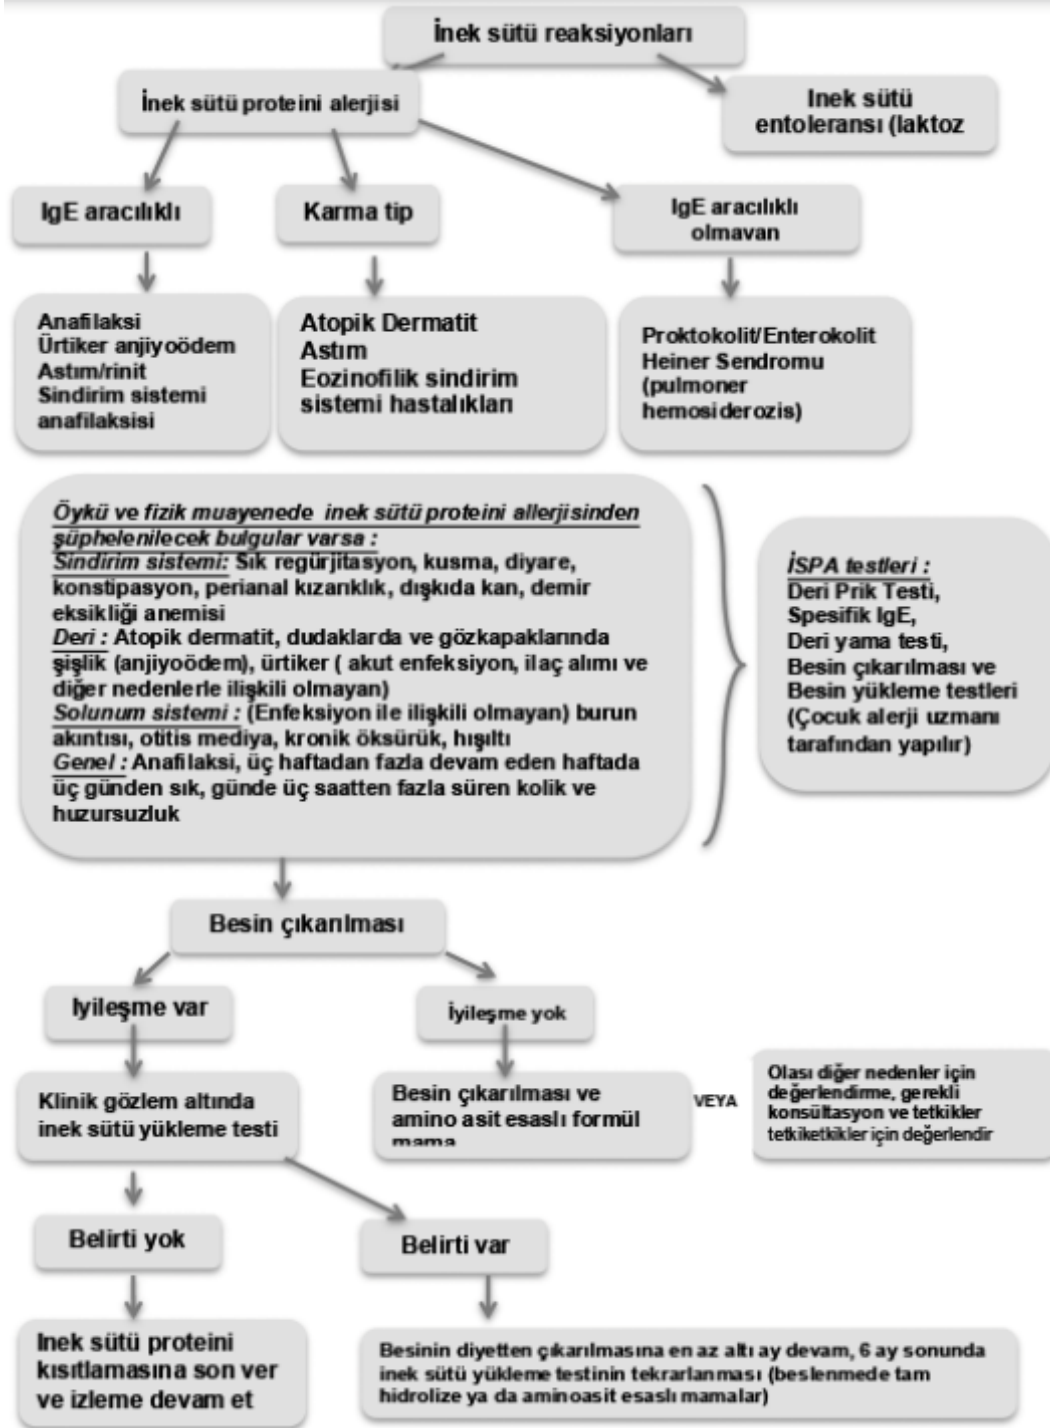 İnek sütü reaksiyonları
İnek sütü proteini alerjisi
Inek sütü
entoleransı (laktoz
IgE aracılıklı
Karma tip
IgE aracılıklı
olmavan
Anafilaksi
Ürtiker anjiyoödem
Astım/rinit
Sindirim sistemi
anafilaksisi
Atopik Dermatit
Astım
Eozinofilik sindirim
sistemi hastalıkları
Proktokolit/Enterokolit
Heiner Sendromu
(pulmoner
hemosiderozis)
Öykü ve fizik muayenede inek sütü proteini allerjisinden
şüphelenilecek bulgular varsa :
Sindirim sistemi: Sık regürjitasyon, kusma, diyare,
konstipasyon, perianal kızarıklık, dışkıda kan, demir
eksikliği anemisi
Deri : Atopik dermatit, dudaklarda ve gözkapaklarında
şişlik (anjiyoödem), ürtiker ( akut enfeksiyon, ilaç alımı ve
diğer nedenlerle ilişkili olmayan)
Solunum sistemi : (Enfeksiyon ile ilişkili olmayan) burun
akıntısı, otitis mediya, kronik öksürük, hışıltı
Genel : Anafilaksi, üç haftadan fazla devam eden haftada
üç günden sık, günde üç saatten fazla süren kolik ve
huzursuzluk
İSPA testleri :
Deri Prik Testi,
Spesifik IgE,
Deri yama testi,
Besin çıkarılması ve
Besin yükleme testleri
(Çocuk alerji uzmanı
tarafından yapılır)
Besin çıkarılması
Iyileşme var
İyileşme yok
Klinik gözlem altında
inek sütü yükleme testi
Besin çıkarılması ve
amino asit esaslı formül
mama
VEYA
Olası diğer nedenler için
değerlendirme, gerekli
konsültasyon ve tetkikler
tetkiketkikler için değerlendir
Belirti yok
Belirti var
Inek sütü proteini
kısıtlamasına son ver
ve izleme devam et
Besinin diyetten çıkarılmasına en az altı ay devam, 6 ay sonunda
inek sütü yükleme testinin tekrarlanması (beslenmede tam
hidrolize ya da aminoasit esaslı mamalar)